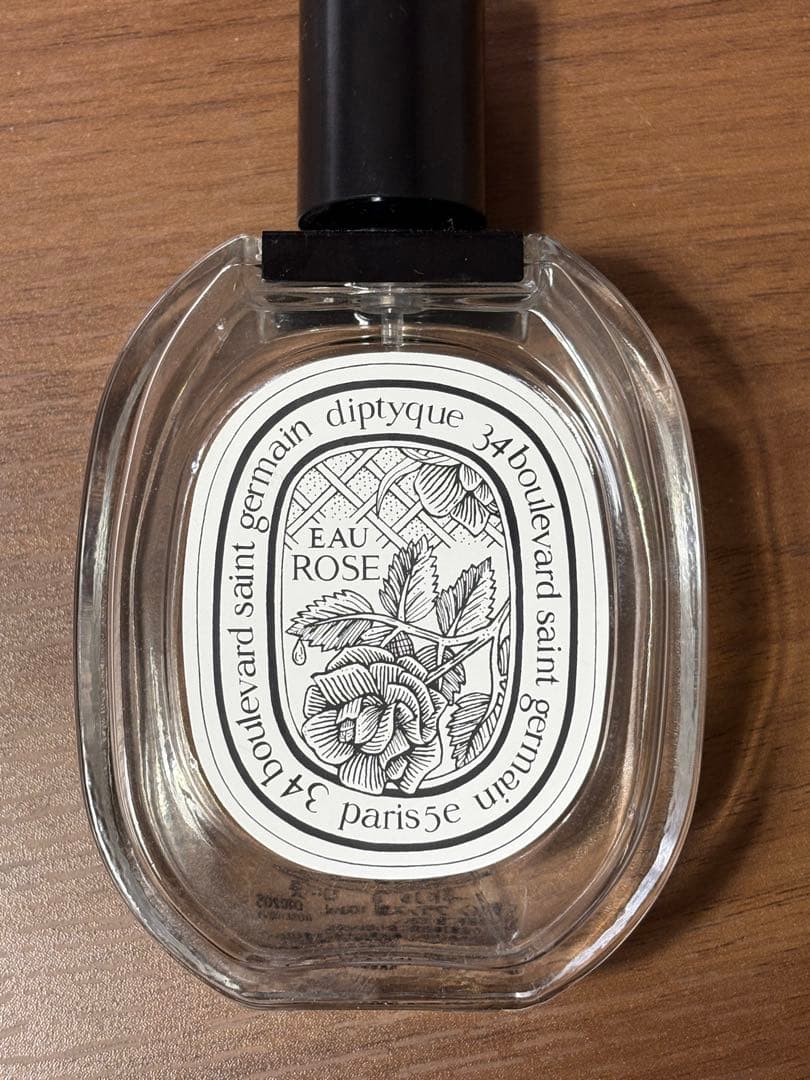 diptyque 34 boulevard saint germain paris5e 34 boulevard saint germain
EAU
ROSE